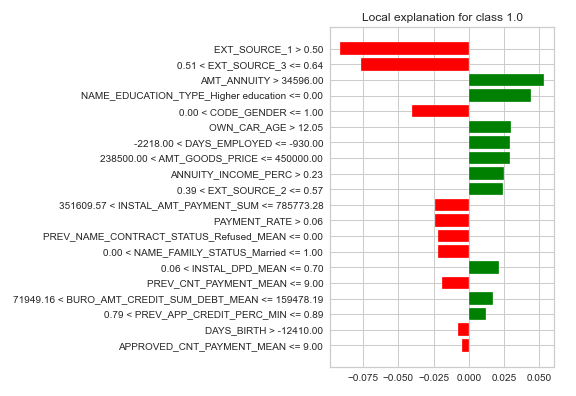 Local explanation for class 1.0
EXT_SOURCE_1 > 0.50
0.51 < EXT_SOURCE_3 <= 0.64
AMT_ANNUITY > 34596.00
NAME_EDUCATION_TYPE_Higher education <= 0.00
0.00 < CODE_GENDER <= 1.00
OWN_CAR_AGE > 12.05
-2218.00 < DAYS_EMPLOYED <= -930.00
238500.00 < AMT_GOODS_PRICE <= 450000.00
ANNUITY_INCOME_PERC > 0.23
0.39 < EXT_SOURCE_2 <= 0.57
351609.57 < INSTAL_AMT_PAYMENT_SUM <= 785773.28
PAYMENT_RATE > 0.06
PREV_NAME_CONTRACT_STATUS_Refused_MEAN <= 0.00
0.00 < NAME_FAMILY_STATUS_Married <= 1.00
0.06 < INSTAL_DPD_MEAN <= 0.70
PREV_CNT_PAYMENT_MEAN <= 9.00
71949.16 < BURO_AMT_CREDIT_SUM_DEBT_MEAN <= 159478.19
0.79 < PREV_APP_CREDIT_PERC_MIN <= 0.89
DAYS_BIRTH > -12410.00
APPROVED_CNT_PAYMENT_MEAN <= 9.00
−0.075 −0.050 −0.025 0.000 0.025 0.050